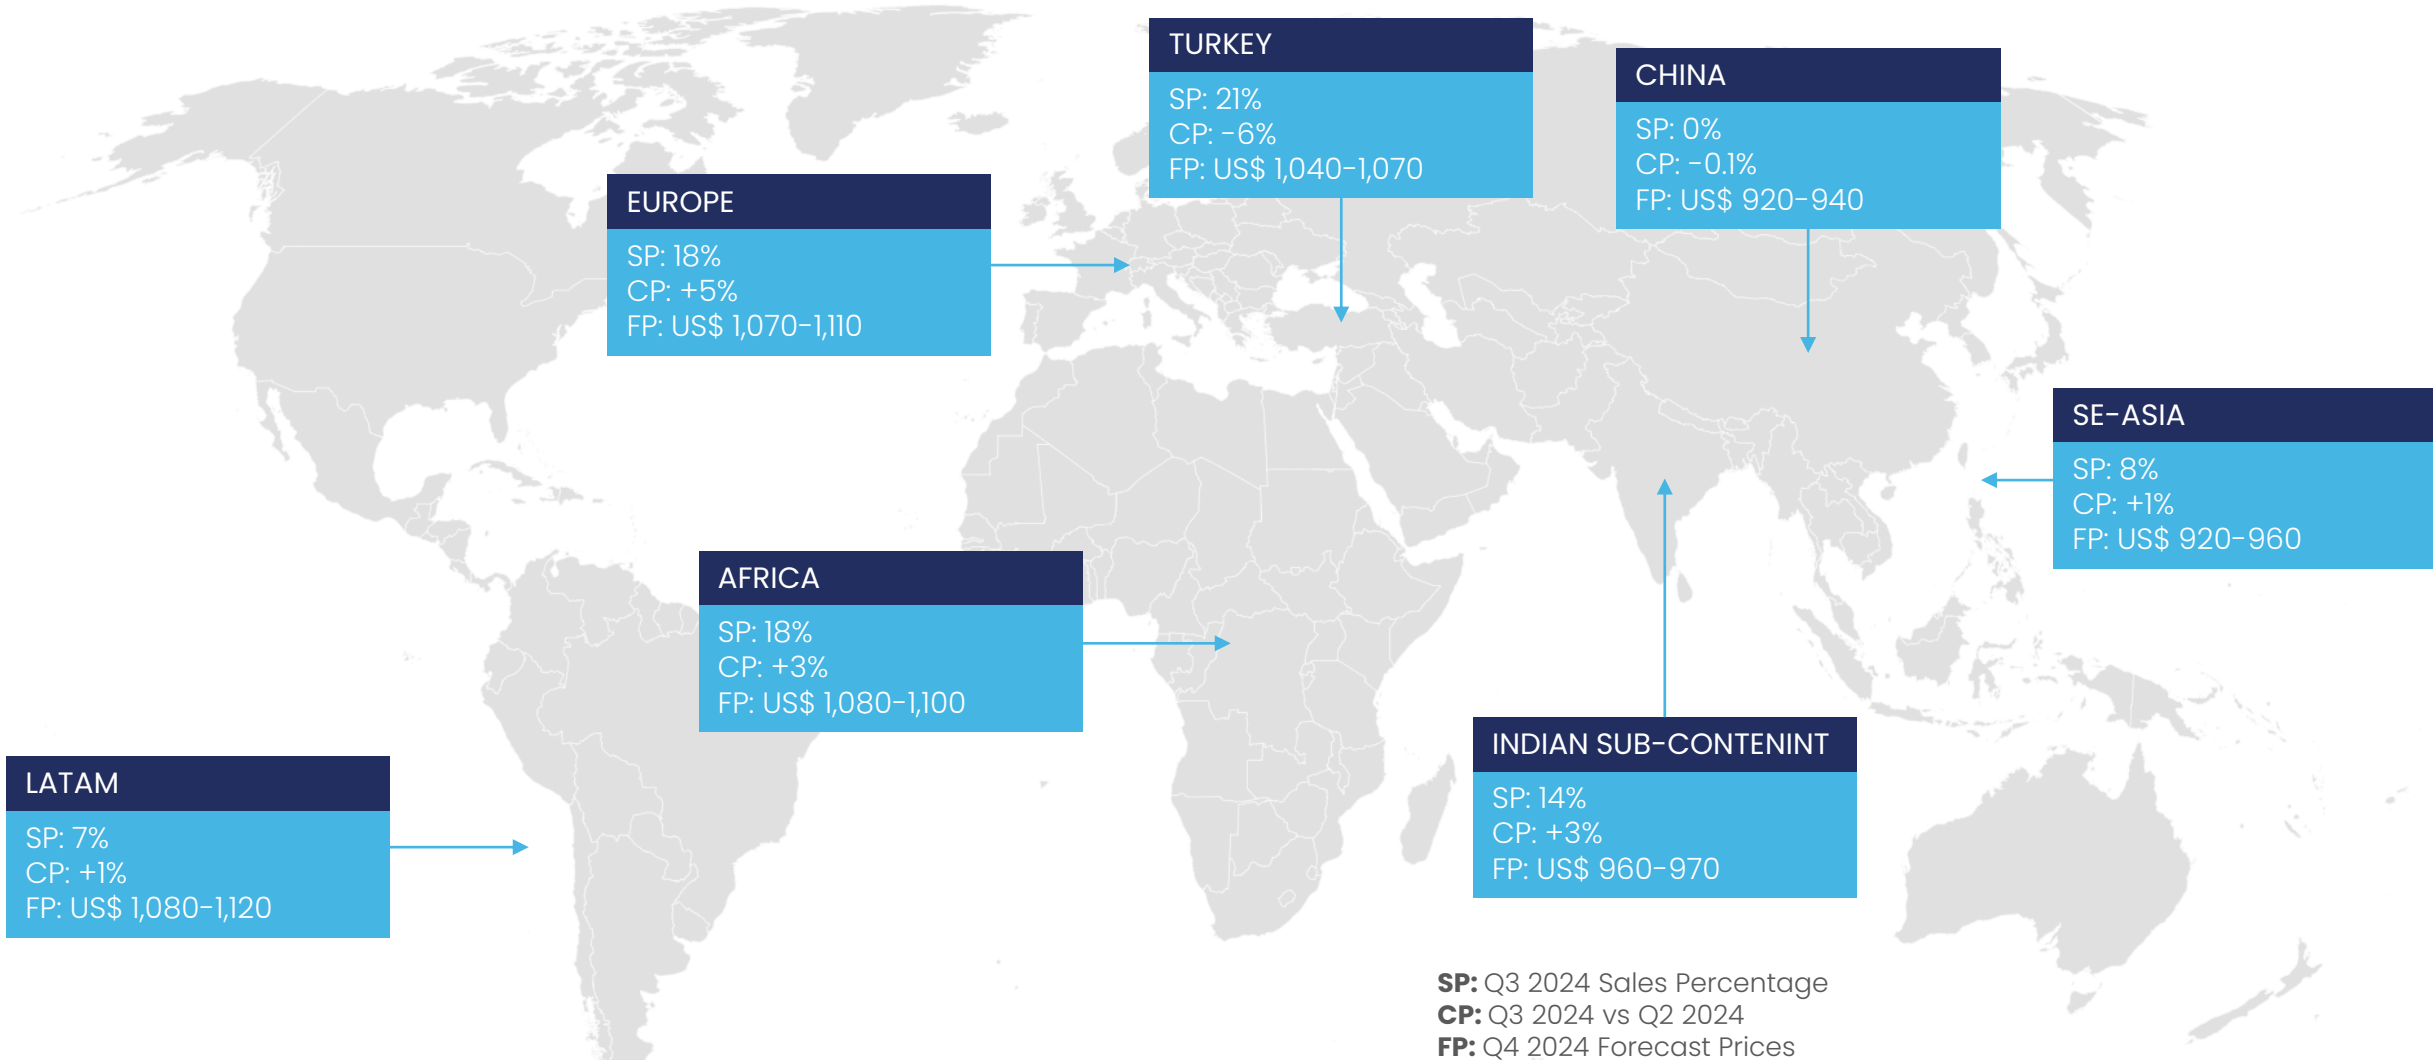 TURKEY
SP: 21%
CP: -6%
FP: US$ 1,040-1,070
CHINA
SP: 0%
CP: -0.1%
FP: US$ 920-940
EUROPE
SP: 18%
CP: +5%
FP: US$ 1,070-1,110
SE-ASIA
SP: 8%
CP: +1%
FP: US$ 920-960
AFRICA
SP: 18%
CP: +3%
FP: US$ 1,080-1,100
INDIAN SUB-CONTENINT
SP: 14%
CP: +3%
FP: US$ 960-970
LATAM
SP: 7%
CP: +1%
FP: US$ 1,080-1,120
SP: Q3 2024 Sales Percentage
CP: Q3 2024 vs Q2 2024
FP: Q4 2024 Forecast Prices